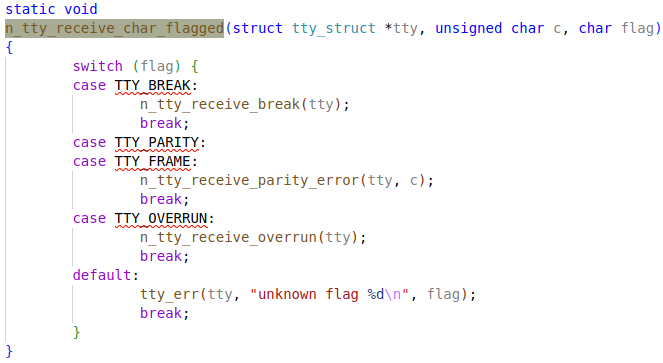 static void
n_tty_receive_char_flagged(struct tty_struct *tty, unsigned char c, char flag)
{
        switch (flag) {
        case TTY_BREAK:
                n_tty_receive_break(tty);
                break;
        case TTY_PARITY:
        case TTY_FRAME:
                n_tty_receive_parity_error(tty, c);
                break;
        case TTY_OVERRUN:
                n_tty_receive_overrun(tty);
                break;
        default:
                tty_err(tty, "unknown flag %d\n", flag);
                break;
        }
}